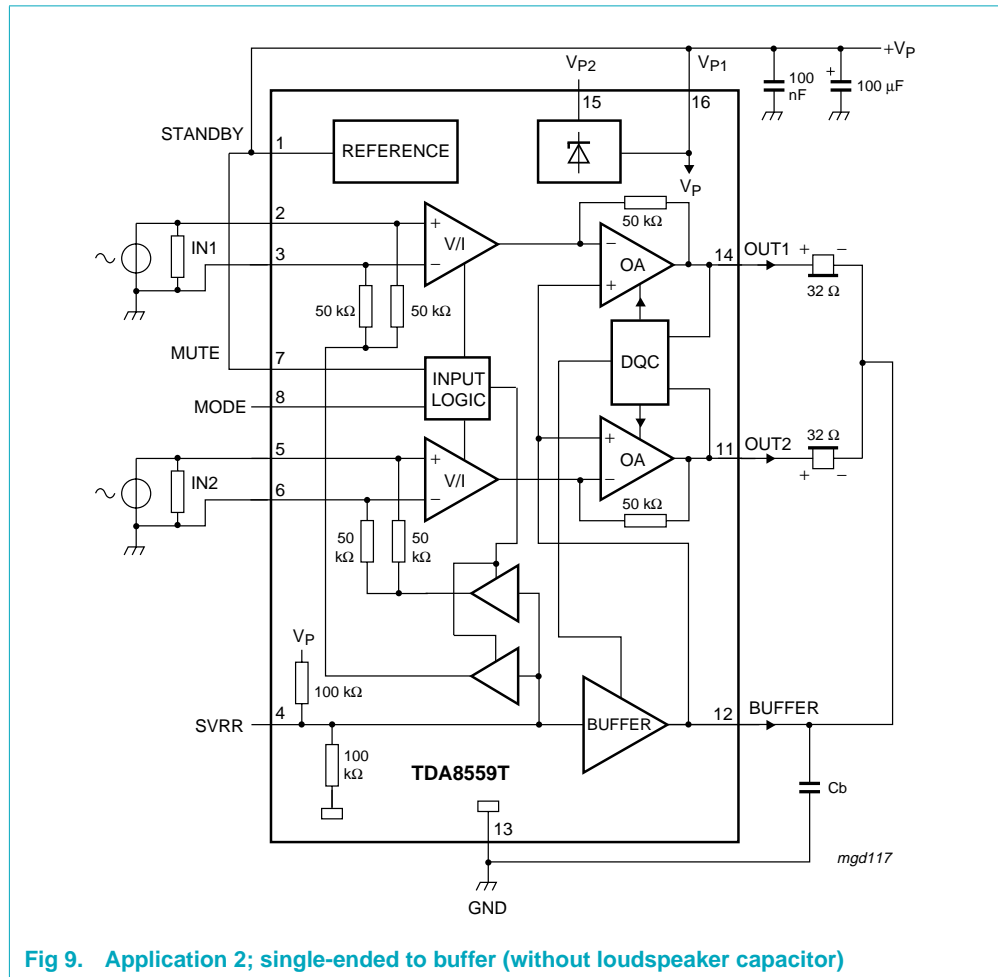 +VP
VP2
VP1
100
nF
+
100 µF
15
16
STANDBY
1
REFERENCE
VP
50 kΩ
2
+
IN1
V/I
−
OA
14
OUT1
+
−
3
−
+
32 Ω
50 kΩ
50 kΩ
MUTE
7
INPUT
LOGIC
DQC
MODE
8
32 Ω
5
+
+
OA
11
OUT2
IN2
V/I
−
+
−
6
−
50 kΩ
50
kΩ
50
kΩ
VP
100 kΩ
4
SVRR
BUFFER
12
BUFFER
100
kΩ
TDA8559T
Cb
13
mgd117
GND
Fig 9. Application 2; single-ended to buffer (without loudspeaker capacitor)